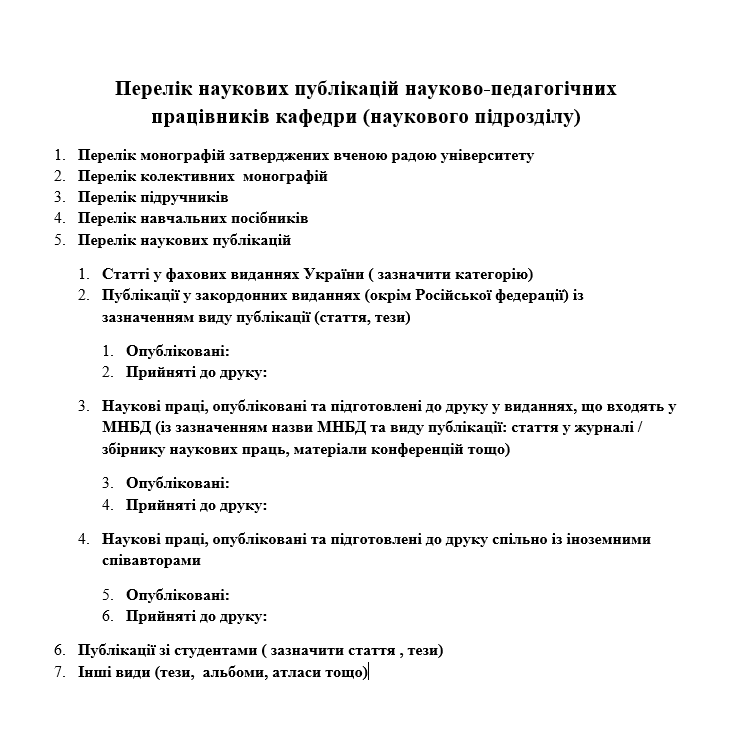 Перелік наукових публікацій науково-педагогічних
працівників кафедри (наукового підрозділу)
1. Перелік монографій затверджених вченою радою університету
2. Перелік колективних  монографій
3. Перелік підручників
4. Перелік навчальних посібників
5. Перелік наукових публікацій
1. Статті у фахових виданнях України ( зазначити категорію)
2. Публікації у закордонних виданнях (окрім Російської федерації) із
зазначенням виду публікації (стаття, тези)
1. Опубліковані:
2. Прийняті до друку:
3. Наукові праці, опубліковані та підготовлені до друку у виданнях, що входять у
МНБД (із зазначенням назви МНБД та виду публікації: стаття у журналі /
збірнику наукових праць, матеріали конференцій тощо)
3. Опубліковані:
4. Прийняті до друку:
4. Наукові праці, опубліковані та підготовлені до друку спільно із іноземними
співавторами
5. Опубліковані:
6. Прийняті до друку:
6. Публікації зі студентами ( зазначити стаття , тези)
7. Інші види (тези,  альбоми, атласи тощо)